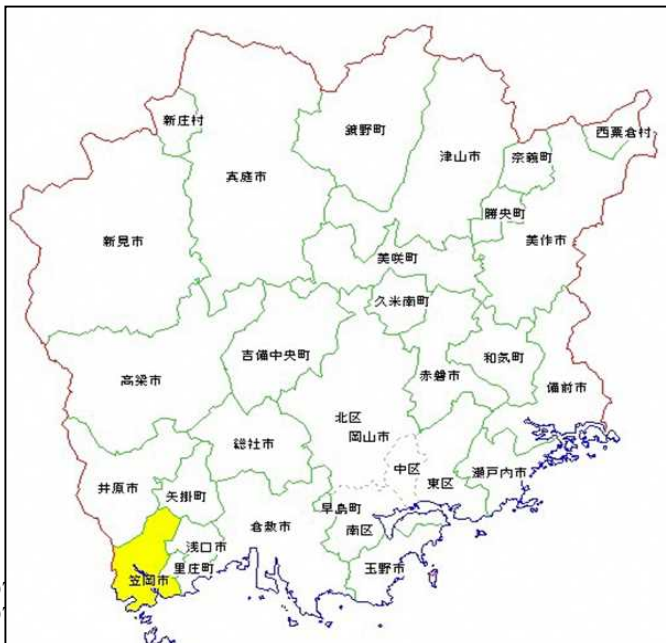 新庄村
鏡野町
津山市
奈義町
西粟倉村
真庭市
勝央町
新見市
美作市
美咲町
久米南町
吉備中央町
和気町
高梁市
赤磐市
備前市
北区
岡山市
総社市
中区
瀬戸内市
東区
井原市
矢掛町
早島町
倉敷市
南区
浅口市
里庄町
玉野市
笠岡市